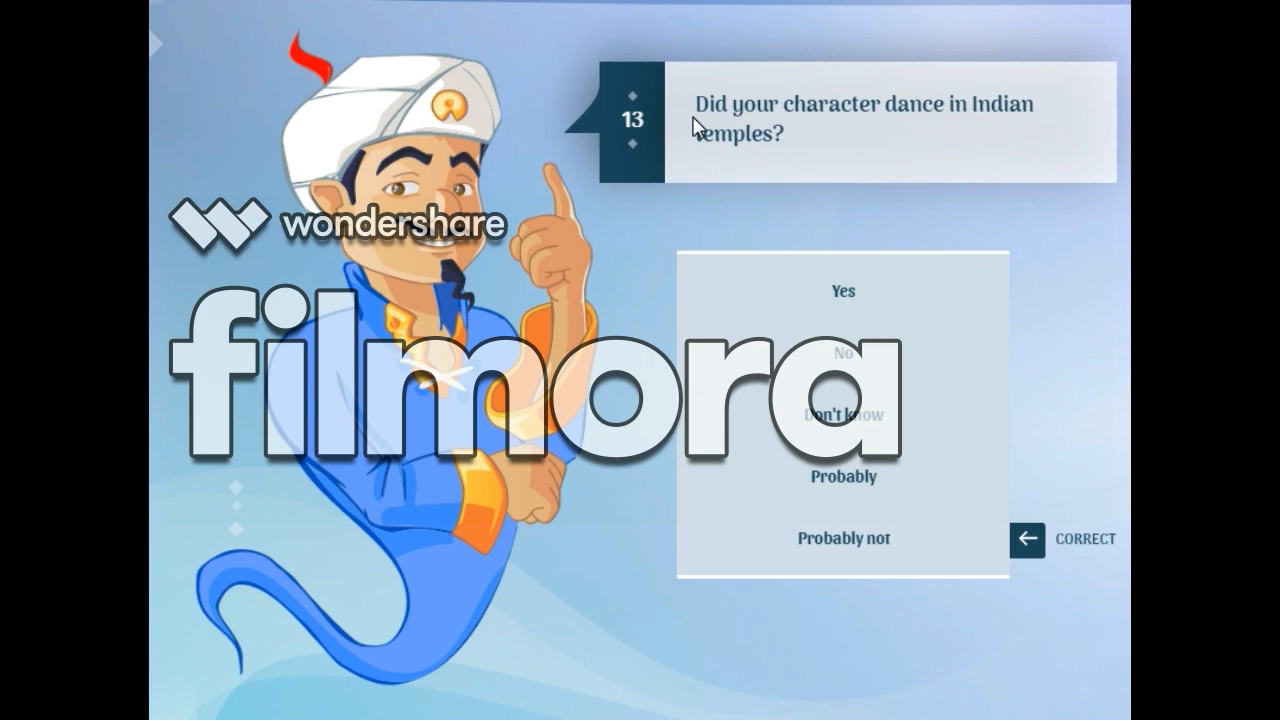 13
Did your character dance in Indian
temples?
wondershare
filmora
Yes
No
Don't know
Probably
Probably not
CORRECT